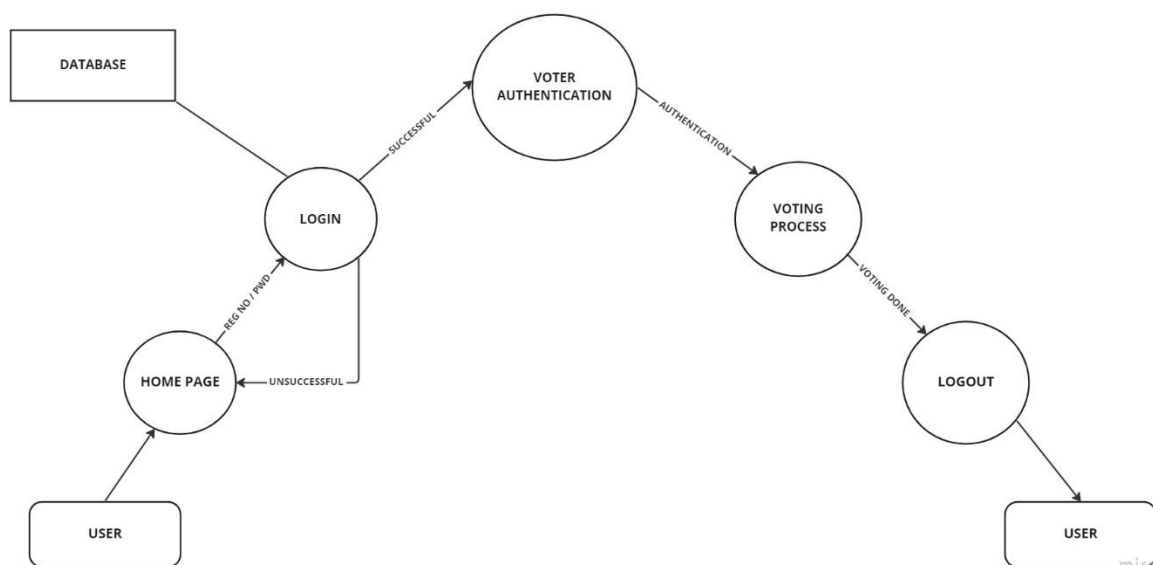 DATABASE
VOTER
AUTHENTICATION
SUCCESSFUL
AUTHENTICATION
LOGIN
VOTING
PROCESS
REG NO / PWD
VOTING DONE
HOME PAGE
UNSUCCESSFUL
LOGOUT
USER
USER